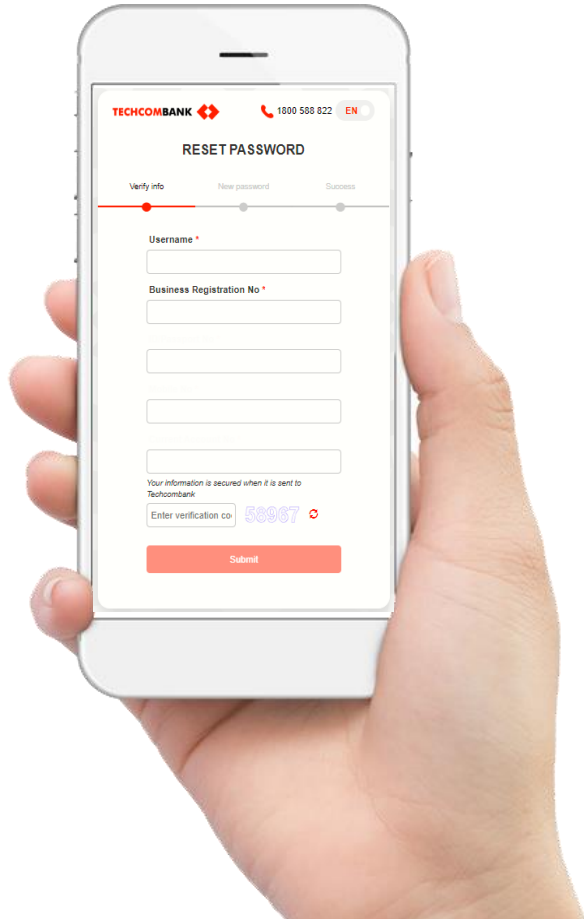 TECHCOMBANK 1800 588 822 EN
RESET PASSWORD
Verify info New password Success
Username *
Business Registration No *
Your information is secured when it is sent to
Techcombank
Enter verification co
58967
Submit